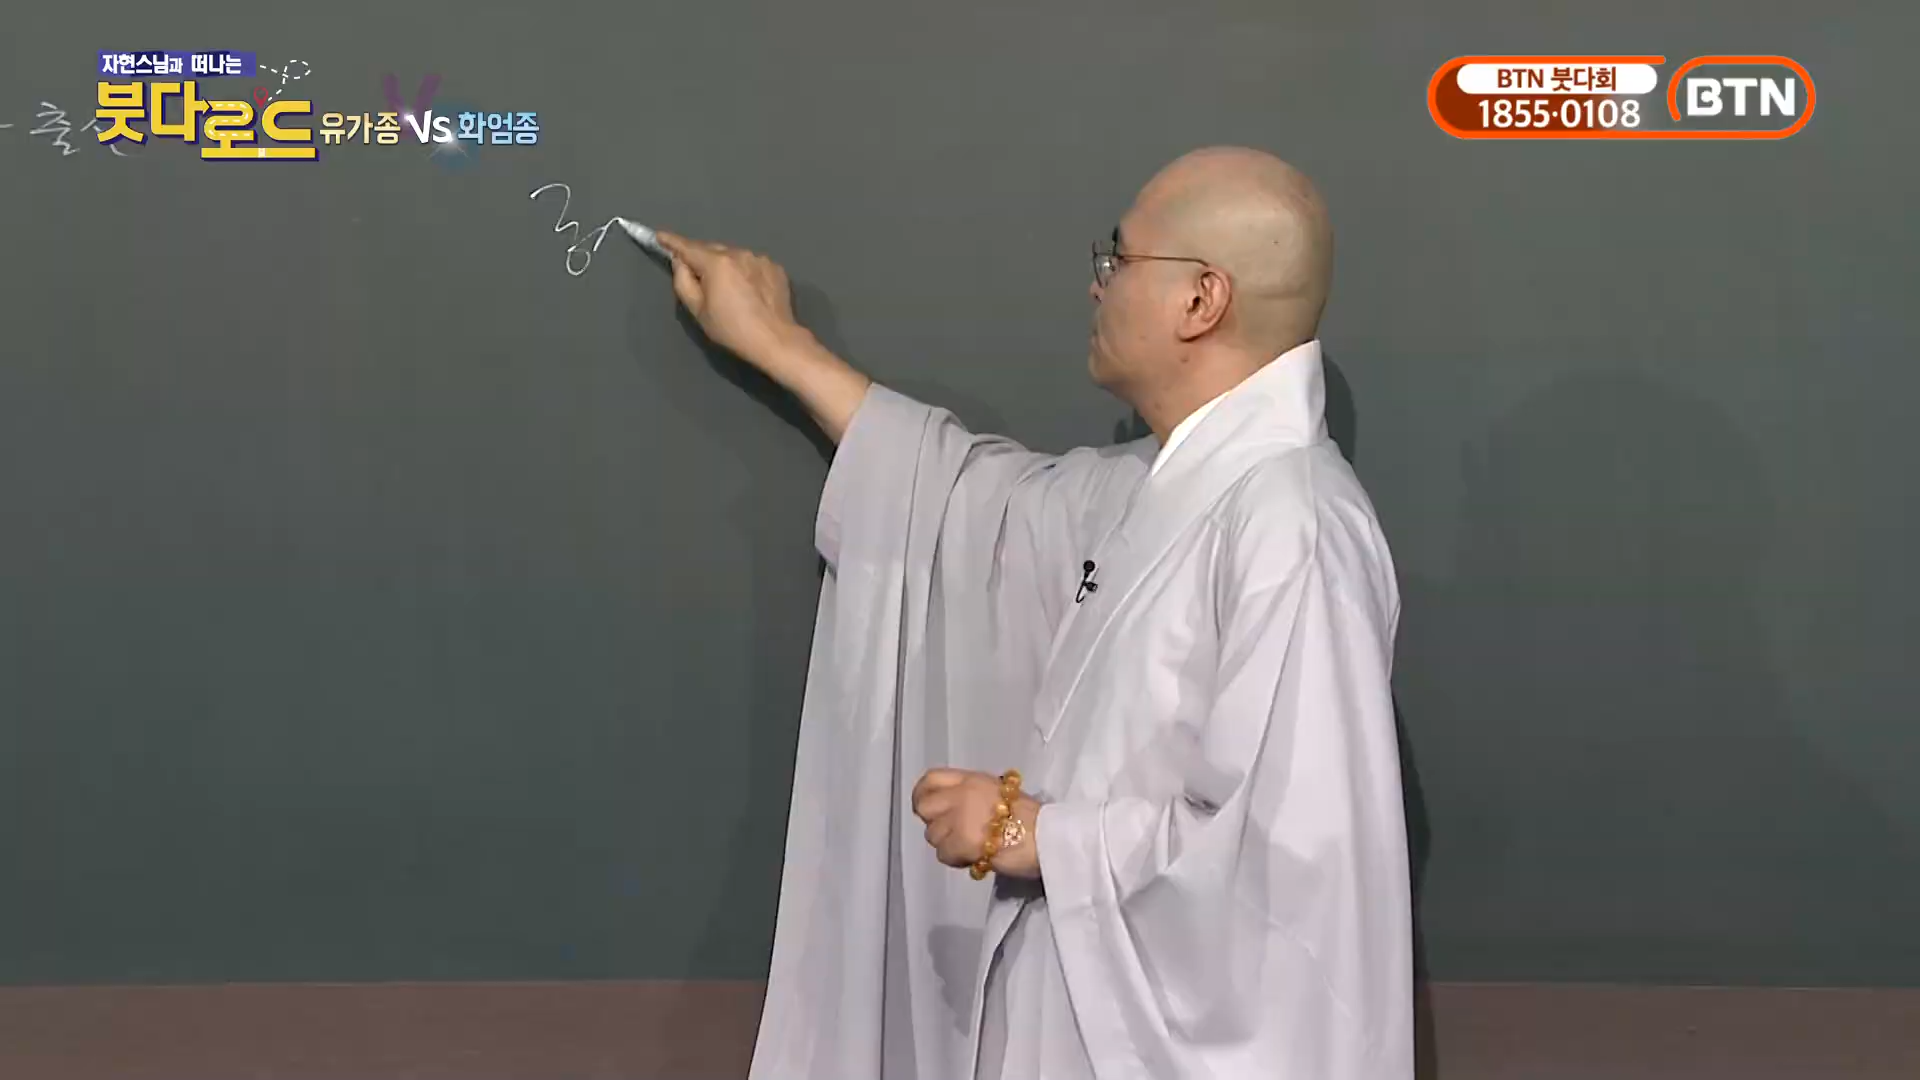 자현스님과 떠나는
붓다로드
유가종 VS 화엄종
BTN 붓다회
1855·0108
BTN
출